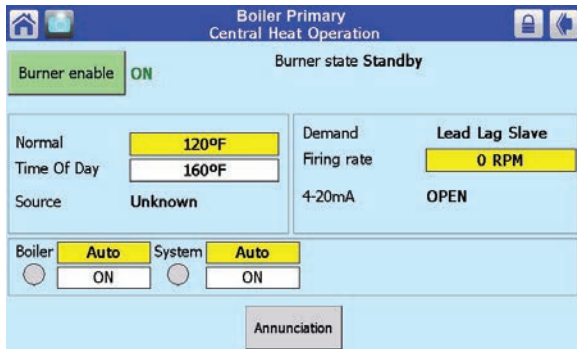 Boiler Primary
Central Heat Operation
Burner enable ON
Burner state Standby
Normal 120ºF
Time Of Day 160ºF
Source Unknown
Demand Lead Lag Slave
Firing rate 0 RPM
4-20mA OPEN
Boiler Auto System Auto
ON ON
Annunciation